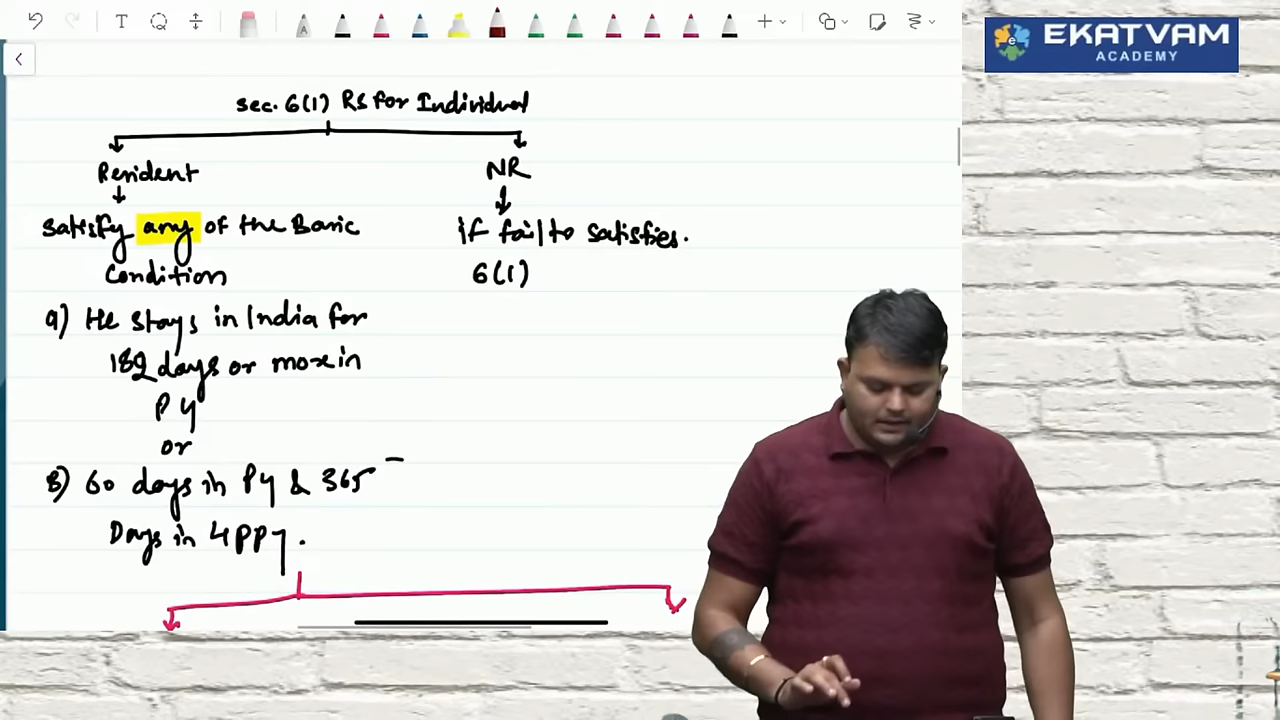 EKATVAM
ACADEMY
sec. 6(1) RS for Individual
Resident
NR
Satisfy any of the Basic
Condition
if fail to satisfies.
6(1)
a) He stays in India for
182 days or more in
PY
or
B) 60 days in PY & 365
Days in 4PPY.